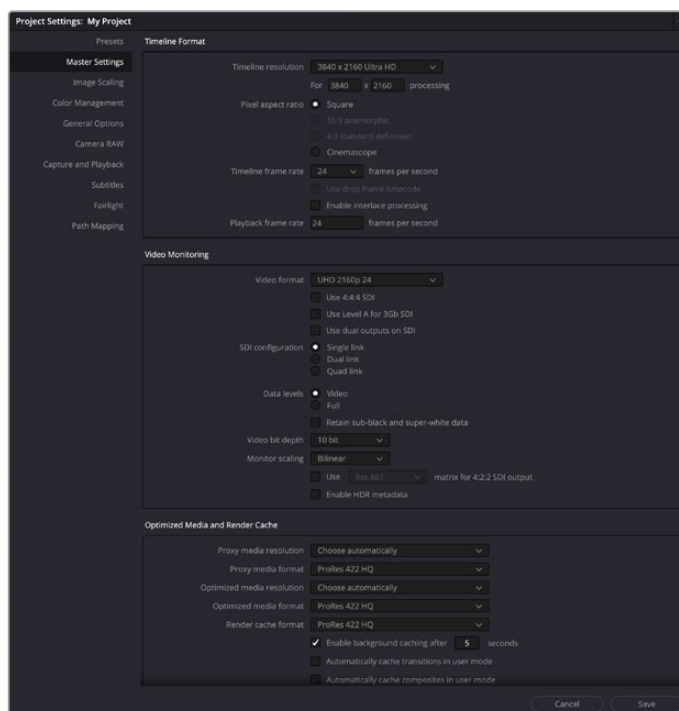 Project Settings: My Project
Presets
Master Settings
Image Scaling
Color Management
General Options
Camera RAW
Capture and Playback
Subtitles
Fairlight
Path Mapping
Timeline Format
Timeline resolution 3840 x 2160 Ultra HD
For 3840 x 2160 processing
Pixel aspect ratio Square
16:9 anamorphic
4:3 standard definition
Cinemascope
Timeline frame rate 24 frames per second
Use drop frame timecode
Enable interlace processing
Playback frame rate 24 frames per second
Video Monitoring
Video format UHD 2160p 24
Use 4:4:4 SDI
Use Level A for 3Gb SDI
Use dual outputs on SDI
SDI configuration Single link
Dual link
Quad link
Data levels Video
Full
Retain sub-black and super-white data
Video bit depth 10 bit
Monitor scaling Bilinear
Use Rec.601 matrix for 4:2:2 SDI output
Enable HDR metadata
Optimized Media and Render Cache
Proxy media resolution Choose automatically
Proxy media format ProRes 422 HQ
Optimized media resolution Choose automatically
Optimized media format ProRes 422 HQ
Render cache format ProRes 422 HQ
Enable background caching after 5 seconds
Automatically cache transitions in user mode
Automatically cache composites in user mode
Cancel Save